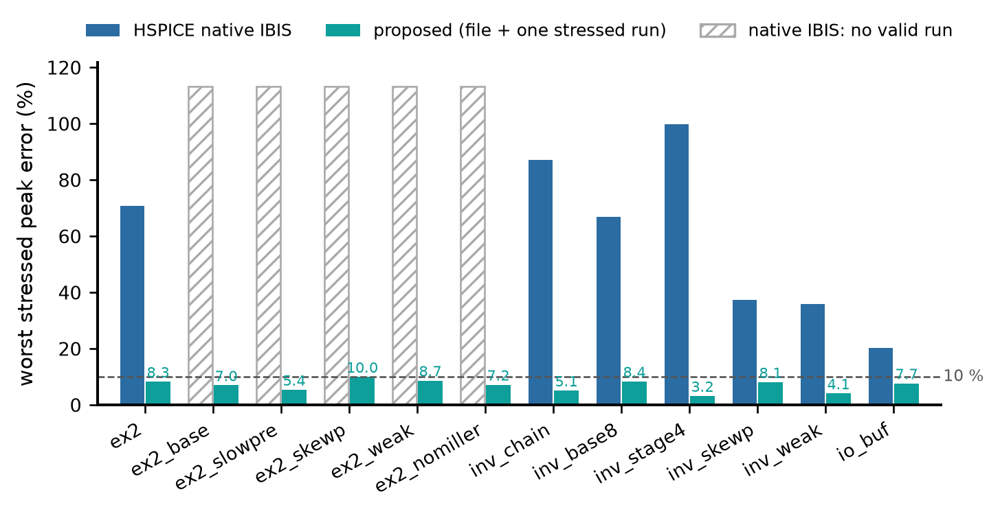 HSPICE native IBIS
proposed (file + one stressed run)
native IBIS: no valid run
worst stressed peak error (%)
120
100
80
60
40
20
0
8.3
7.0
5.4
10.0
8.7
7.2
5.1
8.4
3.2
8.1
4.1
7.7
10 %
ex2
ex2_base
ex2_slowpre
ex2_skewp
ex2_weak
ex2_nomiller
inv_chain
inv_base8
inv_stage4
inv_skewp
inv_weak
io_buf